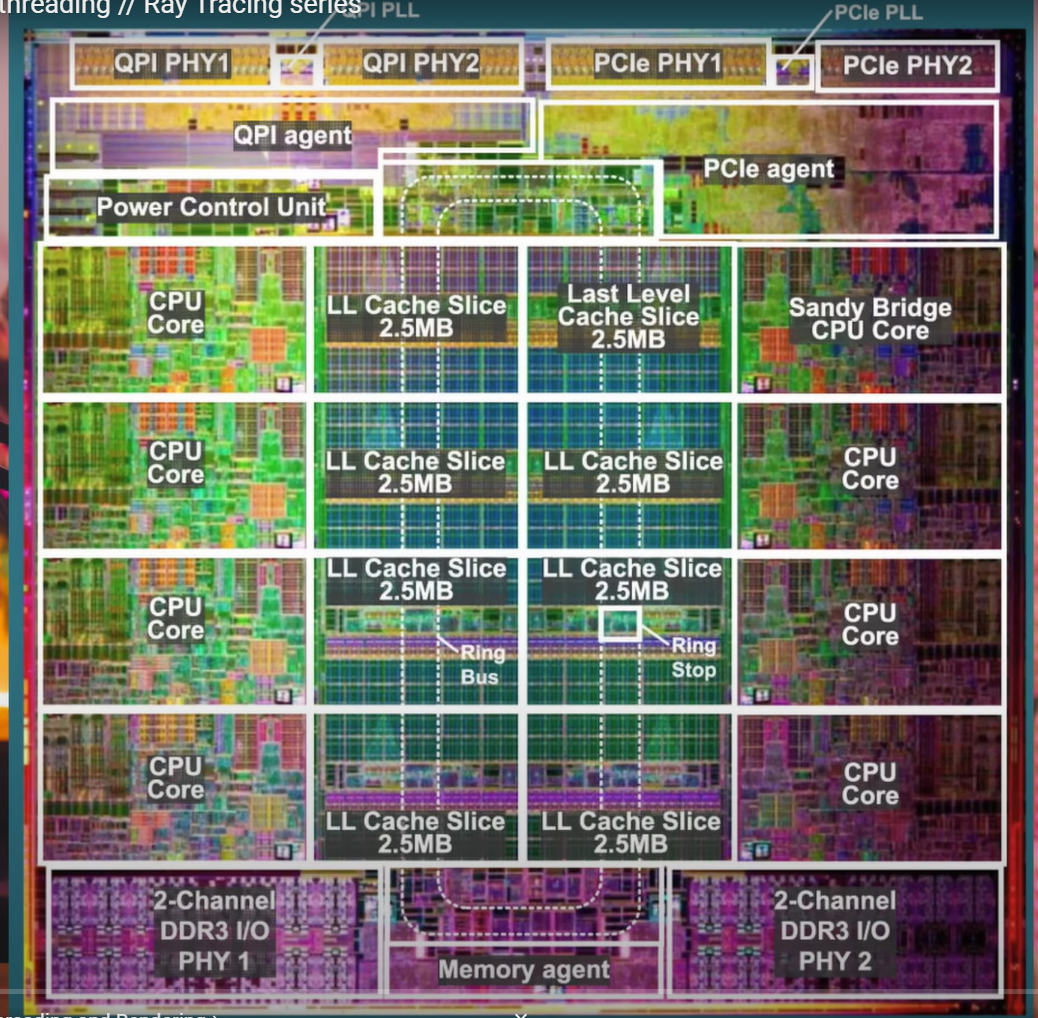 threading // Ray Tracing series
QPI PLL
PCIe PLL
QPI PHY1
QPI PHY2
PCIe PHY1
PCIe PHY2
QPI agent
PCIe agent
Power Control Unit
CPU
Core
LL Cache Slice
2.5MB
Last Level
Cache Slice
2.5MB
Sandy Bridge
CPU Core
CPU
Core
LL Cache Slice
2.5MB
LL Cache Slice
2.5MB
CPU
Core
CPU
Core
LL Cache Slice
2.5MB
LL Cache Slice
2.5MB
CPU
Core
Ring
Bus
Ring
Stop
CPU
Core
LL Cache Slice
2.5MB
LL Cache Slice
2.5MB
CPU
Core
2-Channel
DDR3 I/O
PHY 1
Memory agent
2-Channel
DDR3 I/O
PHY 2